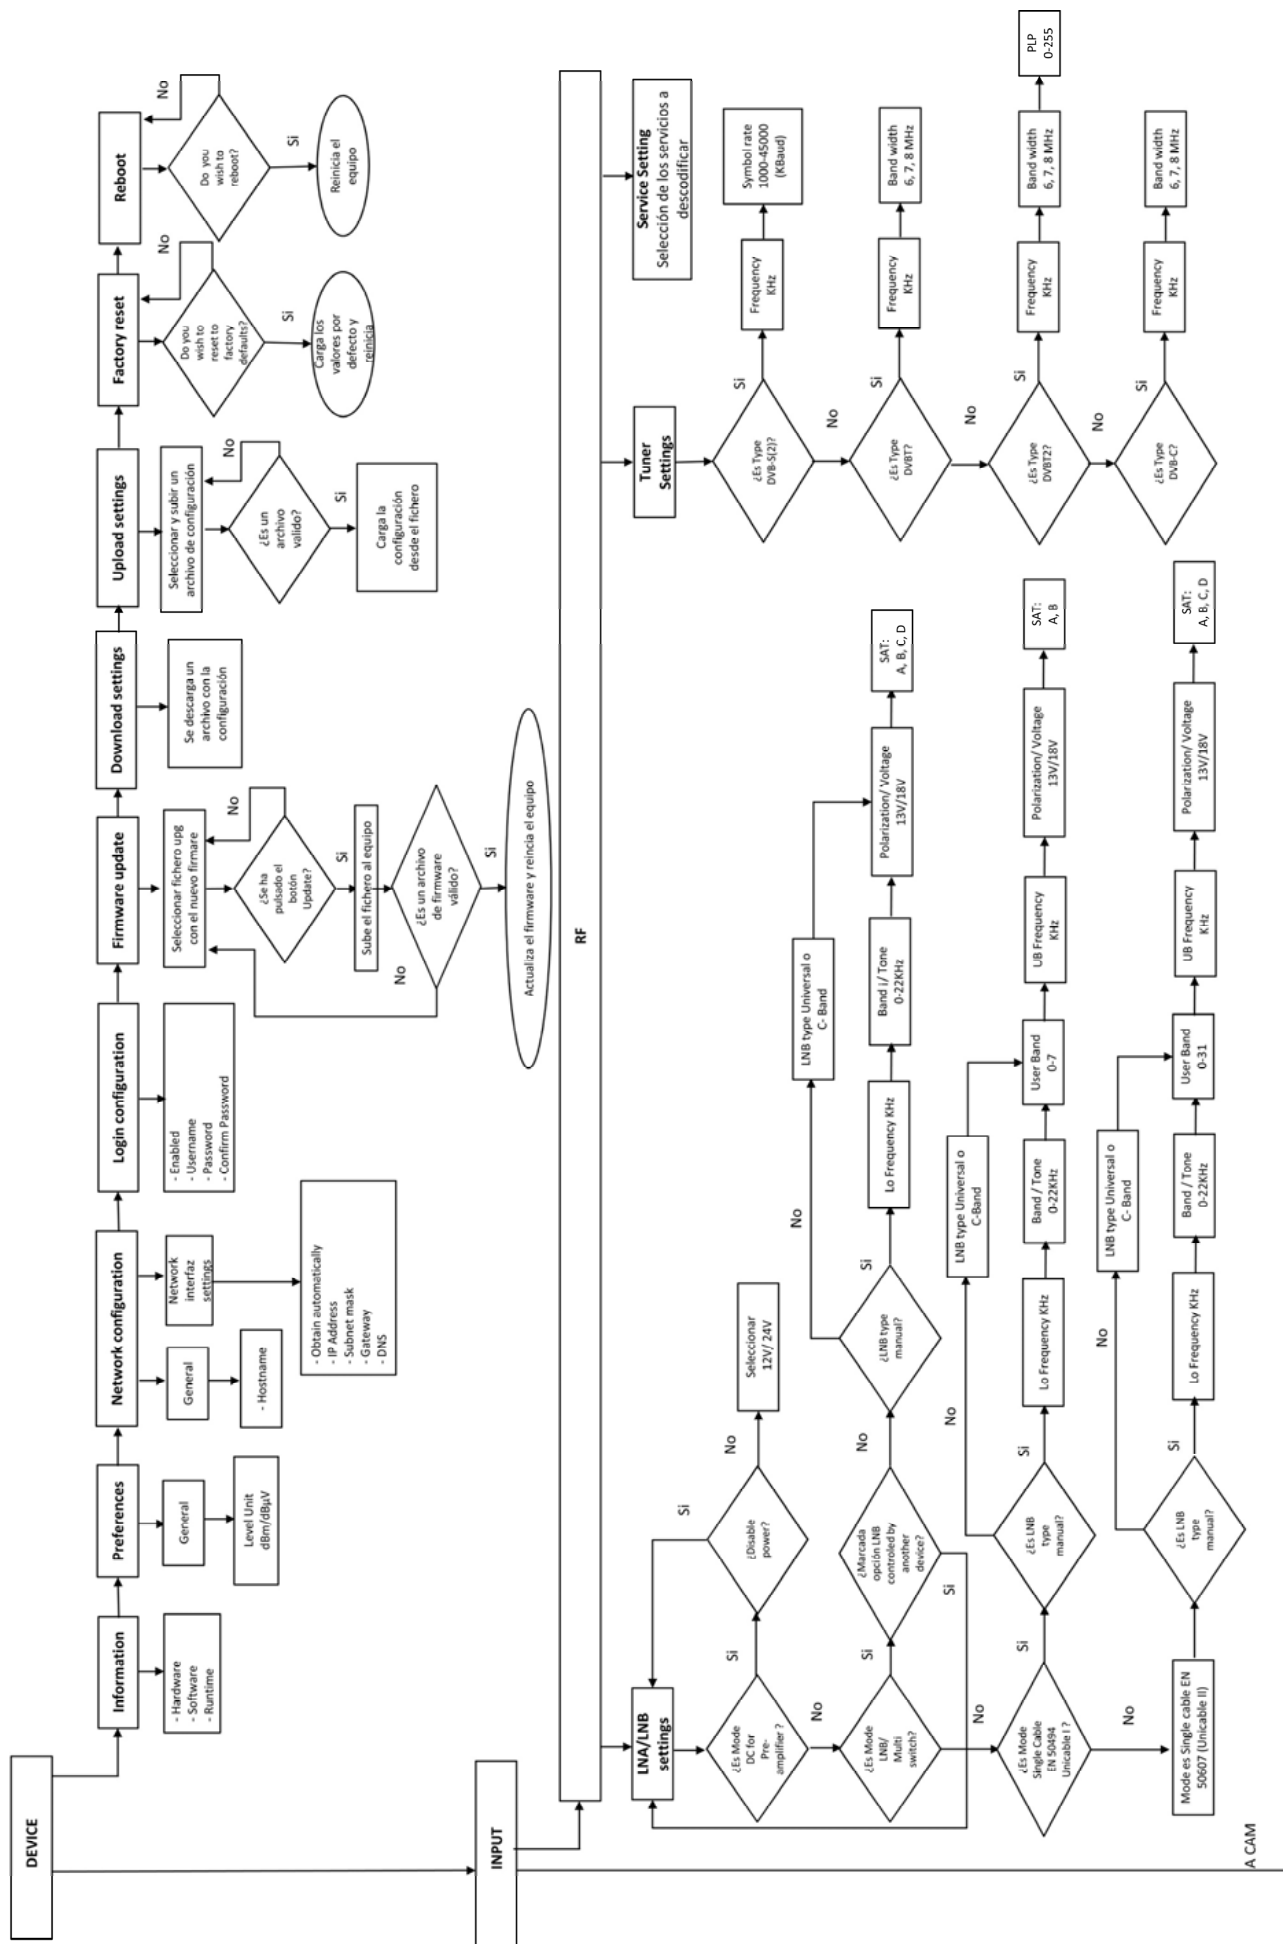 DEVICE
Information
- Hardware
- Software
- Runtime
Preferences
General
Level Unit
dBm/dBµV
Network configuration
General
- Hostname
Network
interfaz
settings
- Obtain automatically
- IP Address
- Subnet mask
- Gateway
- DNS
Login configuration
- Enabled
- Username
- Password
- Confirm Password
Firmware update
Seleccionar fichero upg
con el nuevo firmare
No
¿Se ha
pulsado el
botón
Update?
Si
Sube el fichero al equipo
No
¿Es un archivo
de firmware
válido?
Si
Actualiza el firmware y reincia el equipo
Download settings
Se descarga un
archivo con la
configuración
Upload settings
Seleccionar y subir un
archivo de configuración
No
¿Es un
archivo
valido?
Si
Carga la
configuración
desde el fichero
Factory reset
No
Do you
wish to
reset to
factory
defaults?
Si
Carga los
valores por
defecto y
reinicia
Reboot
No
Do you
wish to
reboot?
Si
Reinicia el
equipo
INPUT
RF
LNA/LNB
settings
¿Es Mode
DC for
Pre-
amplifier ?
Si
¿Disable
power?
Si
No
Seleccionar
12V/ 24V
No
¿Es Mode
LNB/
Multi
switch?
Si
¿Marcada
opción LNB
controled by
another
device?
Si
No
¿LNB type
manual?
No
LNB type Universal o
C- Band
Si
Lo Frequency KHz
Band i/ Tone
0-22KHz
Polarization/ Voltage
13V/18V
SAT:
A, B, C, D
No
¿Es Mode
Single Cable
EN 50494
Unicable I ?
Si
¿Es LNB
type
manual?
No
LNB type Universal o
C-Band
Si
Lo Frequency KHz
Band / Tone
0-22KHz
User Band
0-7
UB Frequency
KHz
Polarization/ Voltage
13V/18V
SAT:
A, B
No
Mode es Single cable EN
50607 (Unicable II)
¿Es LNB
type
manual?
No
LNB type Universal o
C- Band
Si
Lo Frequency KHz
Band / Tone
0-22KHz
User Band
0-31
UB Frequency
KHz
Polarization/ Voltage
13V/18V
SAT:
A, B, C, D
Tuner
Settings
¿Es Type
DVB-S(2)?
Si
Frequency
KHz
Symbol rate
1000-45000
(KBaud)
No
¿Es Type
DVBT?
Si
Frequency
KHz
Band width
6, 7, 8 MHz
No
¿Es Type
DVBT2?
Si
Frequency
KHz
Band width
6, 7, 8 MHz
PLP
0-255
No
¿Es Type
DVB-C?
Si
Frequency
KHz
Band width
6, 7, 8 MHz
Service Setting
Selección de los servicios a
descodificar
A CAM